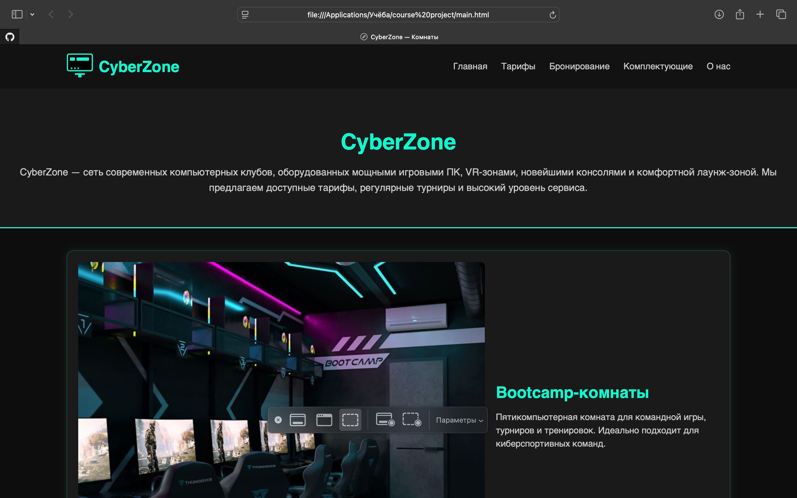 file:///Applications/Учёба/course%20project/main.html
CyberZone — Комнаты
CyberZone
Главная Тарифы Бронирование Комплектующие О нас
CyberZone
CyberZone — сеть современных компьютерных клубов, оборудованных мощными игровыми ПК, VR-зонами, новейшими консолями и комфортной лаунж-зоной. Мы
предлагаем доступные тарифы, регулярные турниры и высокий уровень сервиса.
BOOTCAMP
Bootcamp-комнаты
Пятикомпьютерная комната для командной игры,
турниров и тренировок. Идеально подходит для
киберспортивных команд.
Параметры